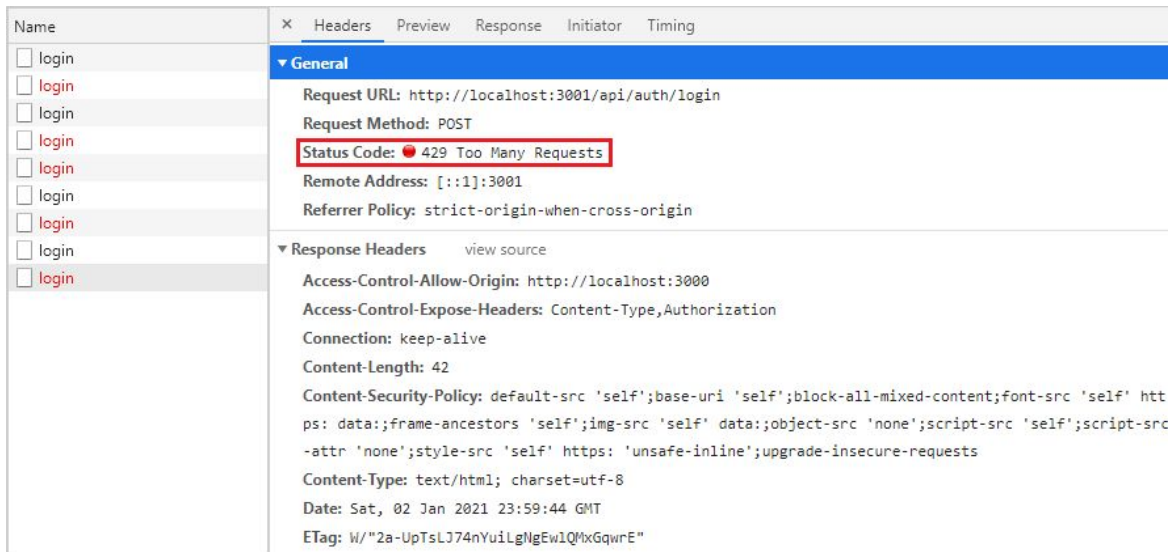 Name
× Headers Preview Response Initiator Timing
login
login
login
login
login
login
login
login
login
▼ General
Request URL: http://localhost:3001/api/auth/login
Request Method: POST
Status Code: 429 Too Many Requests
Remote Address: [::1]:3001
Referrer Policy: strict-origin-when-cross-origin
▼ Response Headers view source
Access-Control-Allow-Origin: http://localhost:3000
Access-Control-Expose-Headers: Content-Type,Authorization
Connection: keep-alive
Content-Length: 42
Content-Security-Policy: default-src 'self';base-uri 'self';block-all-mixed-content;font-src 'self' htt
ps: data:;frame-ancestors 'self';img-src 'self' data:;object-src 'none';script-src 'self';script-src
-attr 'none';style-src 'self' https: 'unsafe-inline';upgrade-insecure-requests
Content-Type: text/html; charset=utf-8
Date: Sat, 02 Jan 2021 23:59:44 GMT
ETag: W/"2a-UpTsLJ74nYuiLgNgEwlQMxGqwrE"